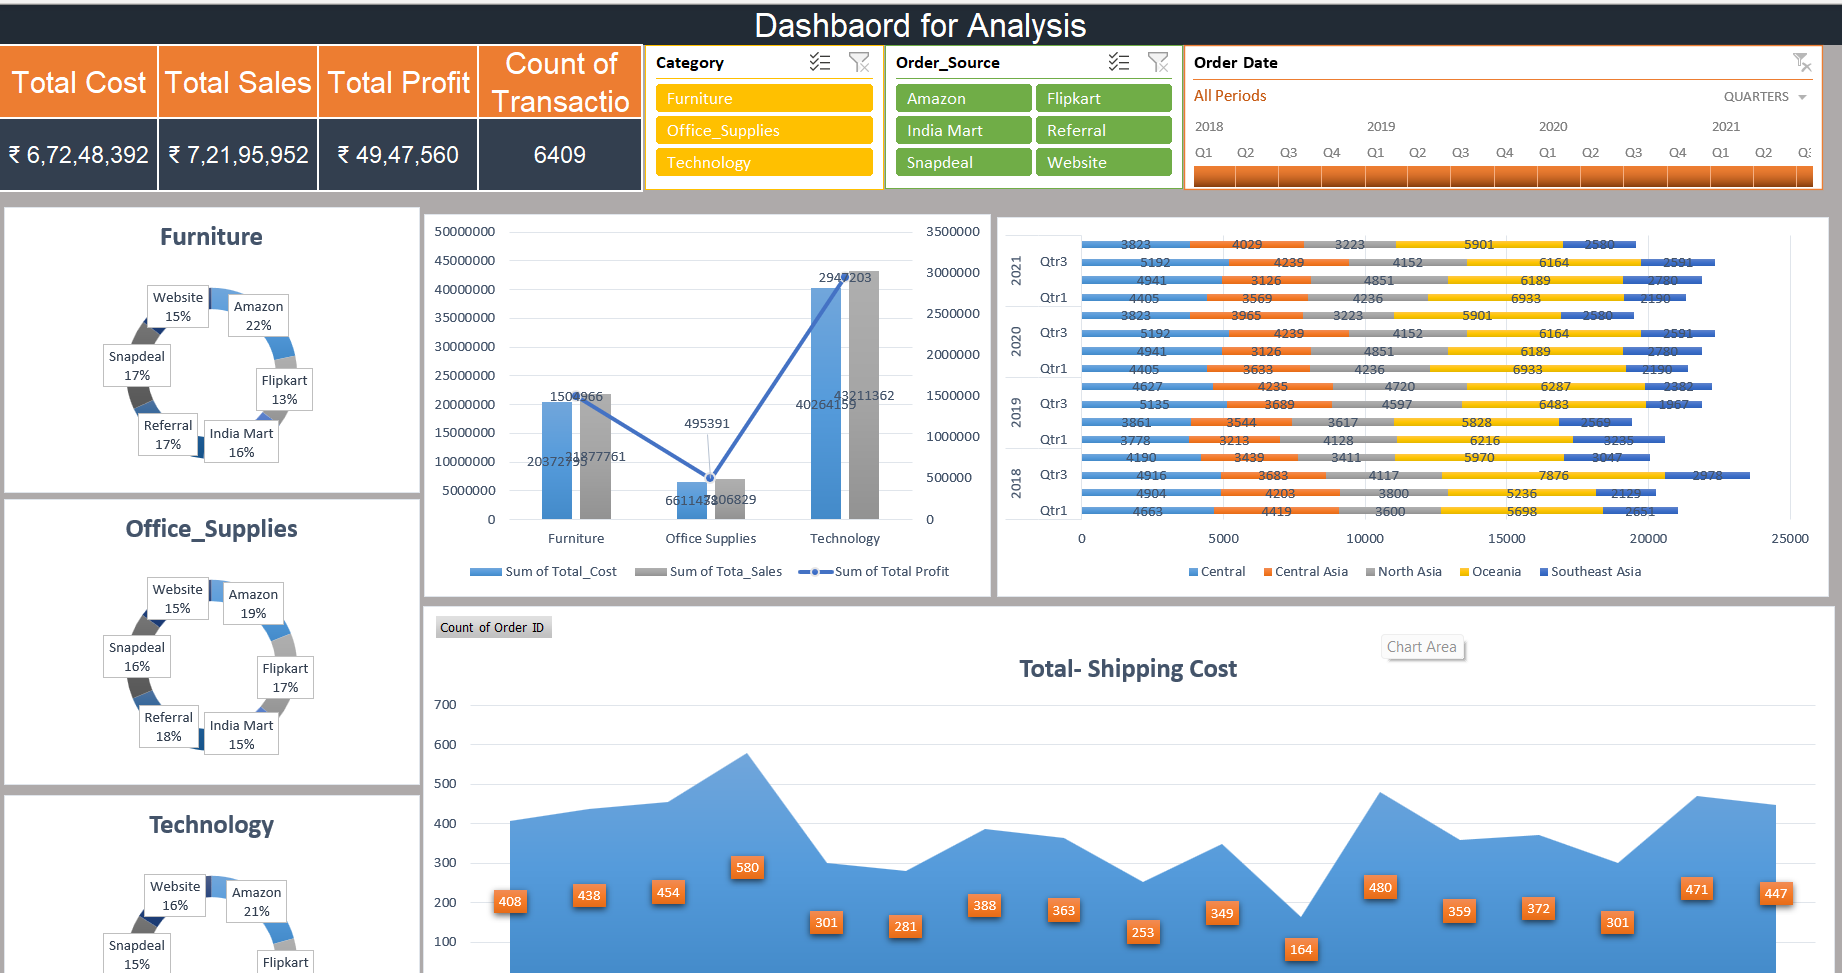 Dashbaord for Analysis
Total Cost
Total Sales
Total Profit
Count of
Transactio
₹ 6,72,48,392
₹ 7,21,95,952
₹ 49,47,560
6409
Category
Furniture
Office_Supplies
Technology
Order_Source
Amazon
Flipkart
India Mart
Referral
Snapdeal
Website
Order Date
All Periods
QUARTERS
2018 2019 2020 2021
Q1 Q2 Q3 Q4 Q1 Q2 Q3 Q4 Q1 Q2 Q3 Q4 Q1 Q2
Furniture
Website
15%
Amazon
22%
Snapdeal
17%
Flipkart
13%
Referral
17%
India Mart
16%
Office_Supplies
Website
15%
Amazon
19%
Snapdeal
16%
Flipkart
17%
Referral
18%
India Mart
15%
Technology
Website
16%
Amazon
21%
Snapdeal
15%
Flipkart
50000000
45000000
40000000
35000000
30000000
25000000
20000000
15000000
10000000
5000000
0
3500000
3000000
2500000
2000000
1500000
1000000
500000
0
2947203
1504966
495391
40264159
43211362
20372795
21877761
6611438
7106829
Furniture
Office Supplies
Technology
Sum of Total_Cost
Sum of Tota_Sales
Sum of Total Profit
3823 4029 3223 5901 2580
2021
Qtr3 5192 4239 4152 6164 2591
4941 3126 4851 6189 2780
Qtr1 4405 3569 4236 6933 2190
3823 3965 3223 5901 2580
2020
Qtr3 5192 4239 4152 6164 2591
4941 3126 4851 6189 2780
Qtr1 4405 3633 4236 6933 2190
4627 4235 4720 6287 2382
2019
Qtr3 5135 3689 4597 6483 1967
3861 3544 3617 5828 2569
Qtr1 3778 3213 4128 6216 3235
4190 3439 3411 5970 3047
2018
Qtr3 4916 3683 4117 7876 2978
4904 4203 3800 5236 2129
Qtr1 4663 4419 3600 5698 2651
0 5000 10000 15000 20000 25000
Central
Central Asia
North Asia
Oceania
Southeast Asia
Count of Order ID
Chart Area
Total- Shipping Cost
700
600
500
400
300
200
100
408 438 454 580 301 281 388 363 253 349 164 480 359 372 301 471 447